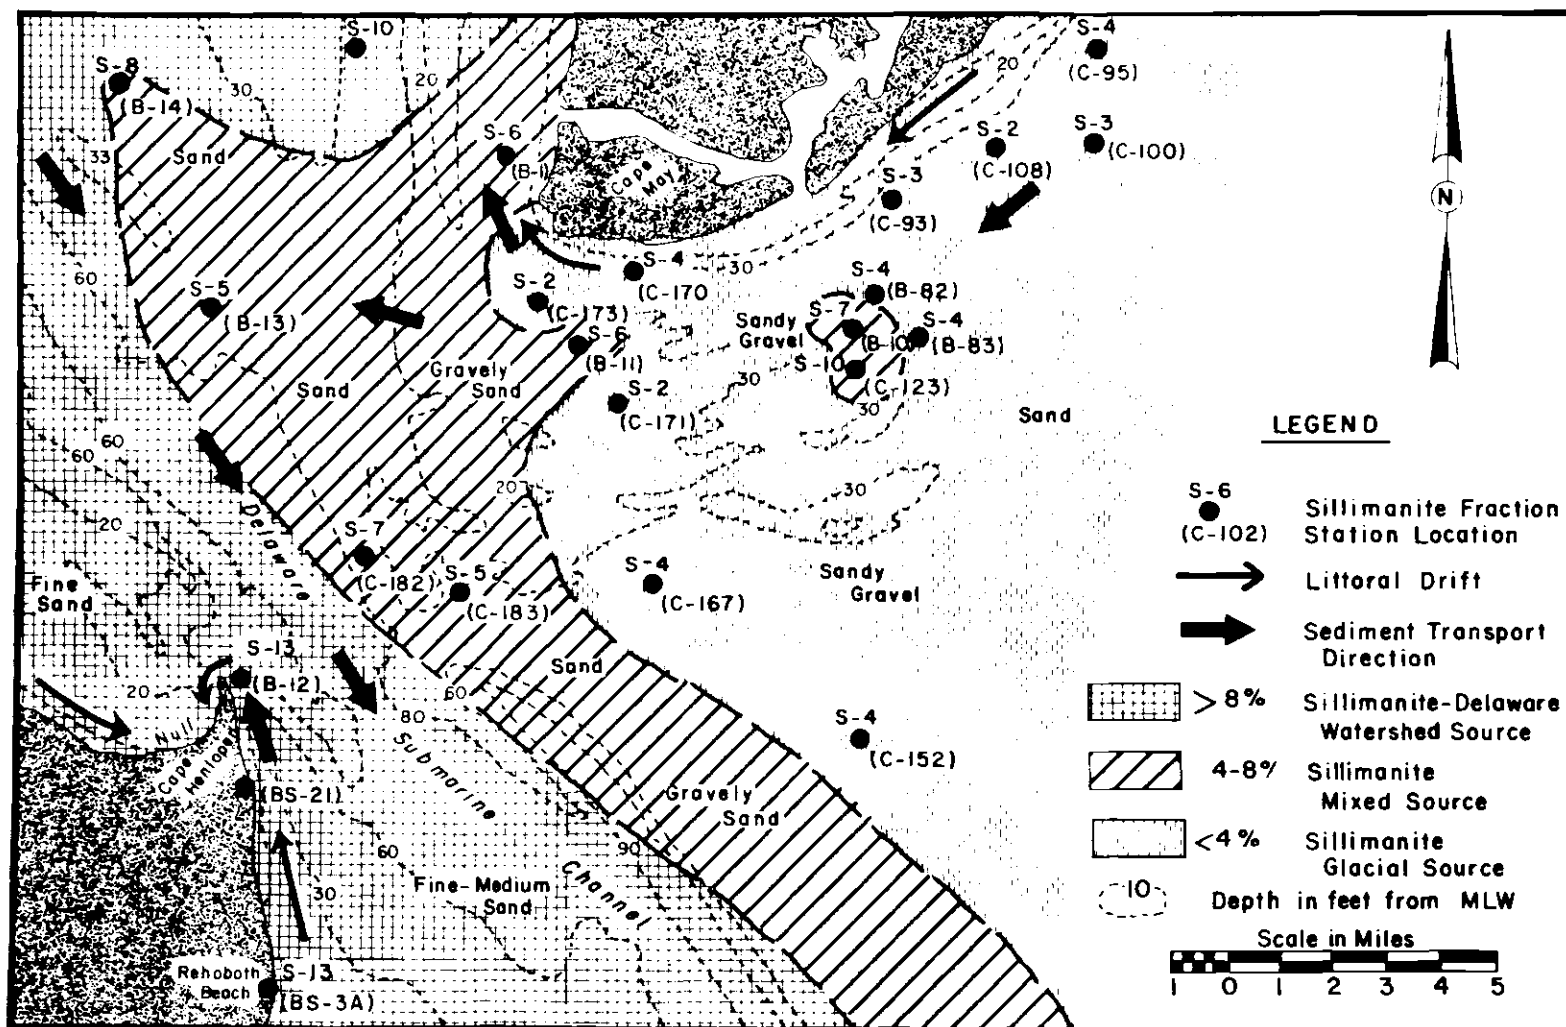 S-10
S-8
(B-14)
30
20
S-4
(C-95)
20
S-3
(C-100)
S-2
(C-108)
33
Sand
S-6
(B-1)
Cape
May
S-3
(C-93)
N
60
S-5
(B-13)
S-2
(C-173)
S-4
(C-170
30
S-4
(B-82)
S-7
(B-10)
Sandy
Gravel
S-4
(B-83)
S-6
(B-11)
S-10
(C-123)
Gravely
Sand
Sand
30
30
S-2
(C-171)
Sand
60
60
20
20
30
Delaware
S-7
(C-182)
S-5
(C-183)
S-4
(C-167)
Sandy
Gravel
Fine
Sand
S-13
(B-12)
20
Null
Cape
Henlopen
Sand
60
80
Submarine
S-4
(C-152)
(BS-21)
Gravely
Sand
60
90
30
Fine-Medium
Sand
Channel
Rehoboth
Beach
S-13
(BS-3A)
LEGEND
S-6
(C-102)
Sillimanite Fraction
Station Location
Littoral Drift
Sediment Transport
Direction
>8% Sillimanite-Delaware
Watershed Source
4-8% Sillimanite
Mixed Source
<4% Sillimanite
Glacial Source
10 Depth in feet from MLW
Scale in Miles
1 0 1 2 3 4 5